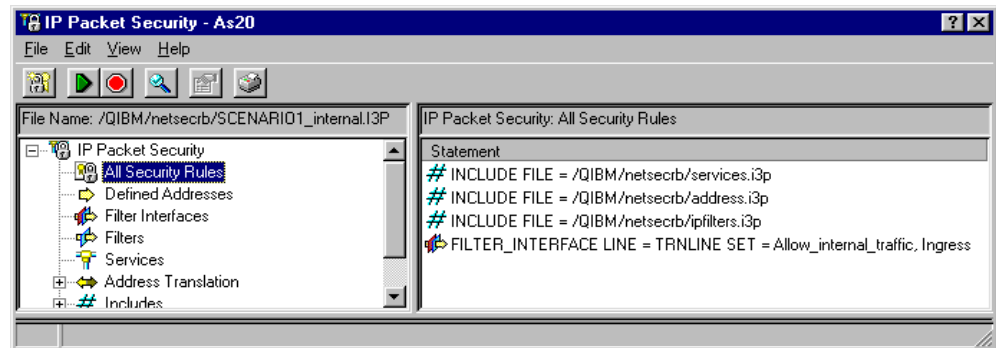 IP Packet Security - As20
File Edit View Help
File Name: /QIBM/netsecrb/SCENARIO1_internal.I3P
IP Packet Security
All Security Rules
Defined Addresses
Filter Interfaces
Filters
Services
Address Translation
Includes
IP Packet Security: All Security Rules
Statement
# INCLUDE FILE = /QIBM/netsecrb/services.i3p
# INCLUDE FILE = /QIBM/netsecrb/address.i3p
# INCLUDE FILE = /QIBM/netsecrb/ipfilters.i3p
FILTER_INTERFACE LINE = TRNLINE SET = Allow_internal_traffic, Ingress